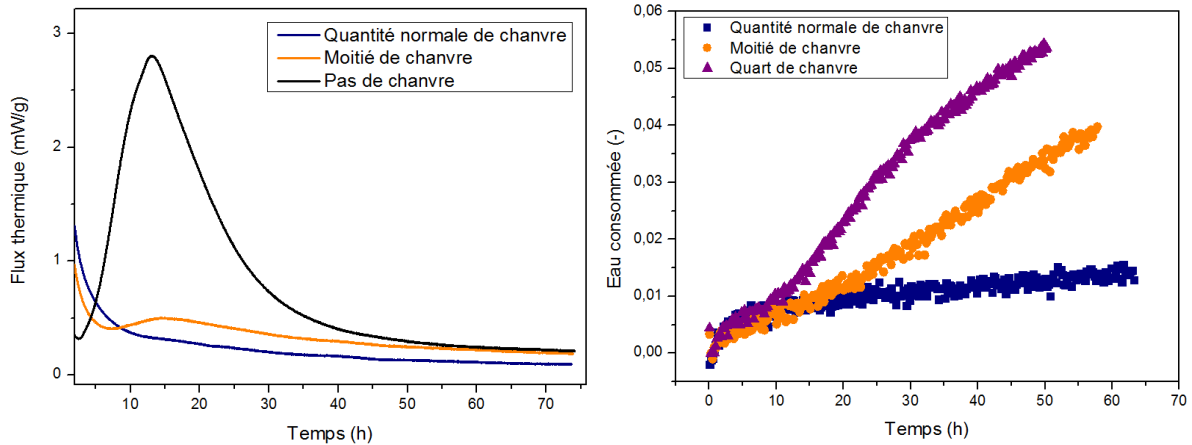 Quantité normale de chanvre
Moitié de chanvre
Pas de chanvre
Flux thermique (mW/g)
3
2
1
0
10
20
30
40
50
60
70
Temps (h)
Quantité normale de chanvre
Moitié de chanvre
Quart de chanvre
Eau consommée (-)
0,06
0,05
0,04
0,03
0,02
0,01
0,00
0
10
20
30
40
50
60
70
Temps (h)